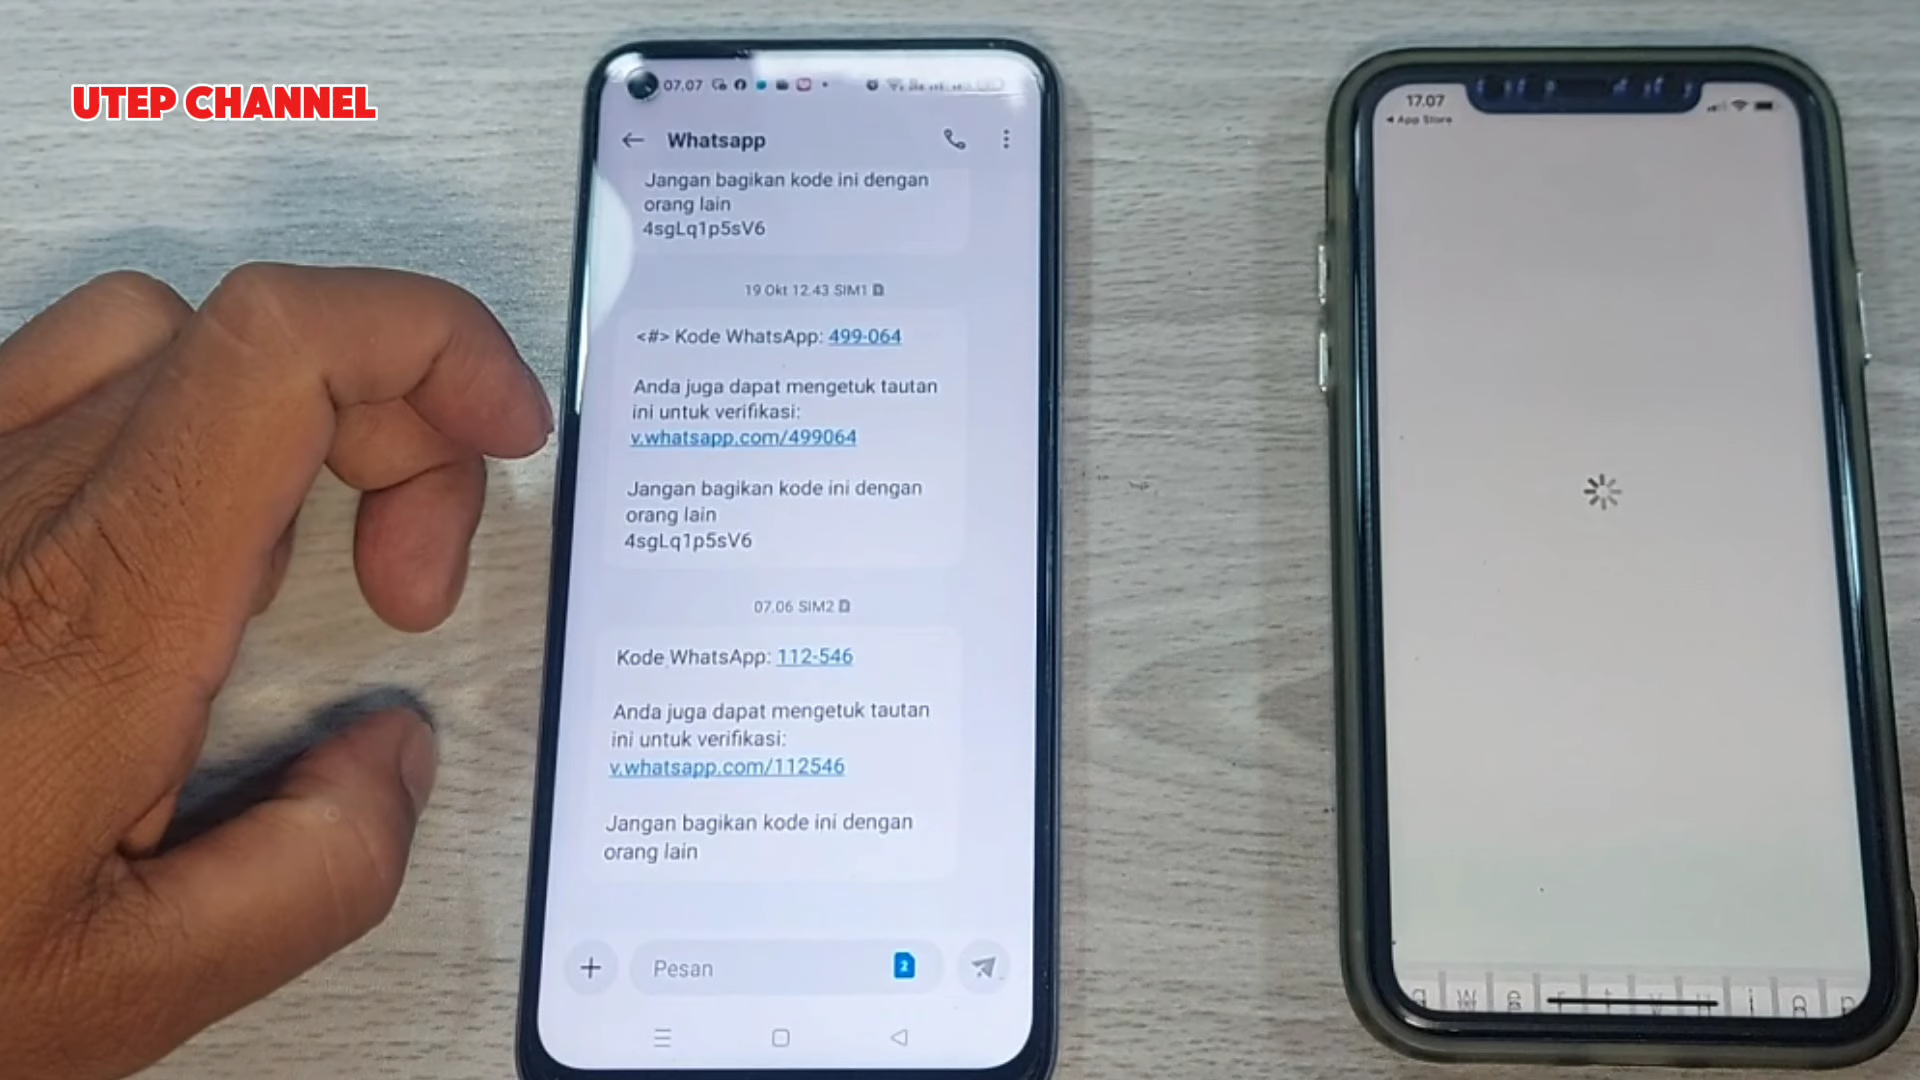 UTEP CHANNEL
07.07
Whatsapp
Jangan bagikan kode ini dengan
orang lain
4sgLq1p5sV6
19 Okt 12.43 SIM1
<#> Kode WhatsApp: 499-064
Anda juga dapat mengetuk tautan
ini untuk verifikasi:
v.whatsapp.com/499064
Jangan bagikan kode ini dengan
orang lain
4sgLq1p5sV6
07.06 SIM2
Kode WhatsApp: 112-546
Anda juga dapat mengetuk tautan
ini untuk verifikasi:
v.whatsapp.com/112546
Jangan bagikan kode ini dengan
orang lain
Pesan
2
17.07
App Store
q w e r t y u i o p